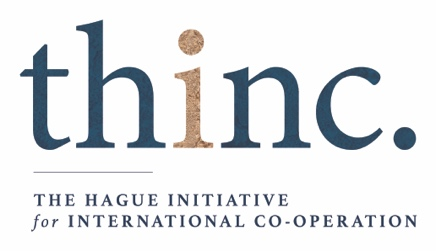 thinc.
THE HAGUE INITIATIVE
for INTERNATIONAL CO-OPERATION